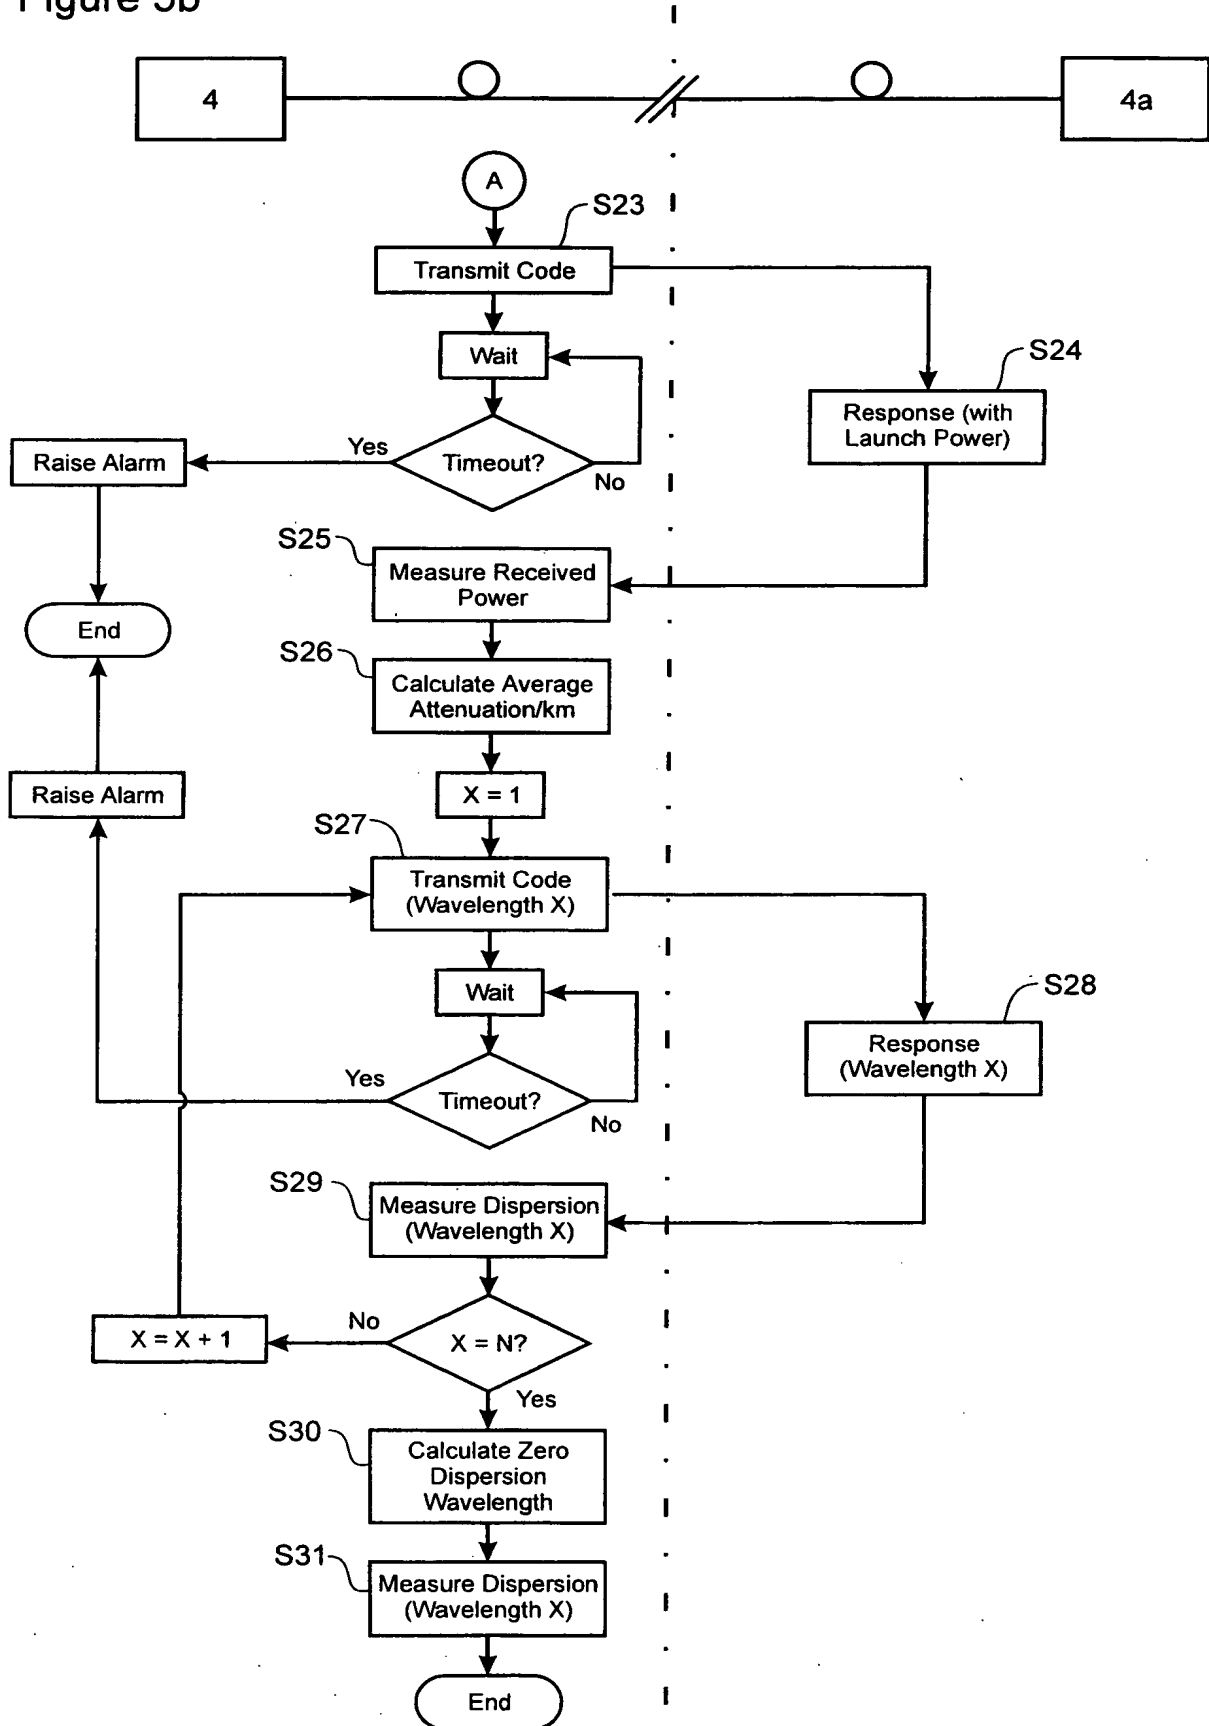 Figure 5b
4
4a
A
S23
Transmit Code
Wait
S24
Response (with
Launch Power)
Yes
Timeout?
No
Raise Alarm
S25
Measure Received
Power
End
S26
Calculate Average
Attenuation/km
Raise Alarm
X = 1
S27
Transmit Code
(Wavelength X)
Wait
S28
Response
(Wavelength X)
Yes
Timeout?
No
S29
Measure Dispersion
(Wavelength X)
No
X = X + 1
X = N?
Yes
S30
Calculate Zero
Dispersion
Wavelength
S31
Measure Dispersion
(Wavelength X)
End